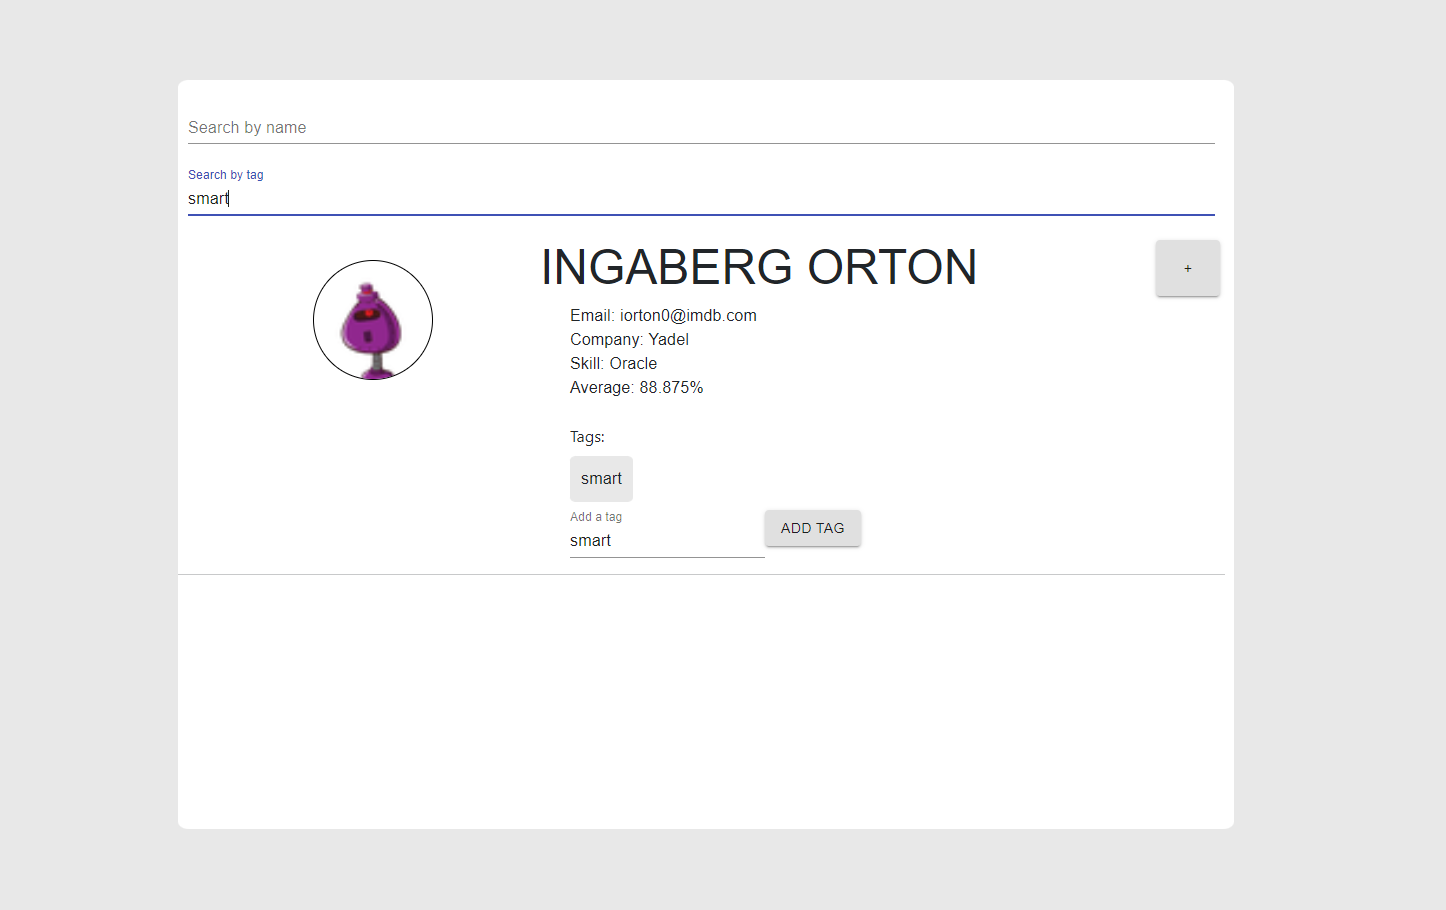 Search by name
Search by tag
smart
INGABERG ORTON
+
Email: iorton0@imdb.com
Company: Yadel
Skill: Oracle
Average: 88.875%
Tags:
smart
Add a tag
smart
ADD TAG